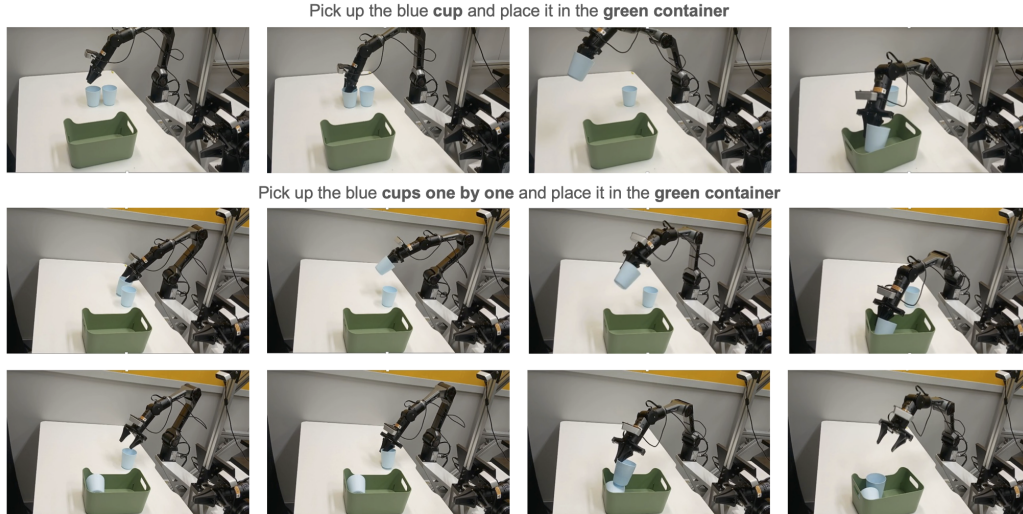 Pick up the blue cup and place it in the green container
Pick up the blue cups one by one and place it in the green container